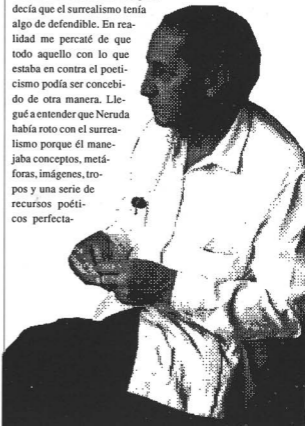 decía que el surrealismo tenía
algo de defendible. En rea-
lidad me percaté de que
todo aquello con lo que
estaba en contra el poeti-
cismo podía ser concebi-
do de otra manera. Lle-
gué a entender que Neruda
había roto con el surrea-
lismo porque él mane-
jaba conceptos, metá-
foras, imágenes, tro-
pos y una serie de
recursos poéti-
cos perfecta-